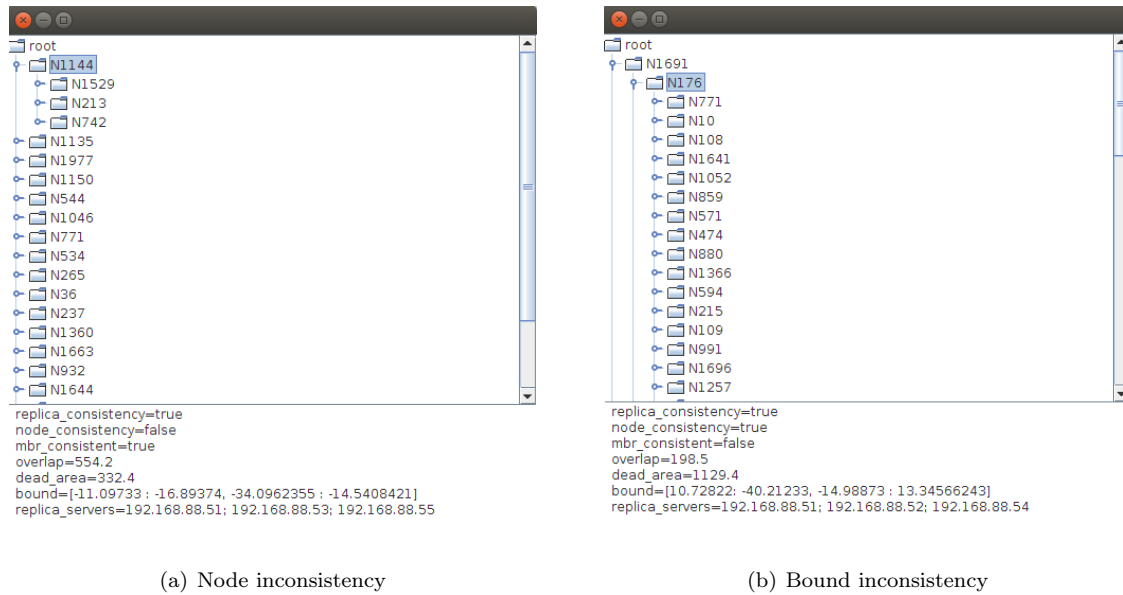 root
N1144
N1529
N213
N742
N1135
N1977
N1150
N544
N1046
N771
N534
N265
N36
N237
N1360
N1663
N932
N1644
replica_consistency=true
node_consistency=false
mbr_consistent=true
overlap=554.2
dead_area=332.4
bound=[-11.09733 : -16.89374, -34.0962355 : -14.5408421]
replica_servers=192.168.88.51; 192.168.88.53; 192.168.88.55
(a) Node inconsistency
root
N1691
N176
N771
N10
N108
N1641
N1052
N859
N571
N474
N880
N1366
N594
N215
N109
N991
N1696
N1257
replica_consistency=true
node_consistency=true
mbr_consistent=false
overlap=198.5
dead_area=1129.4
bound=[10.72822: -40.21233, -14.98873 : 13.34566243]
replica_servers=192.168.88.51; 192.168.88.52; 192.168.88.54
(b) Bound inconsistency